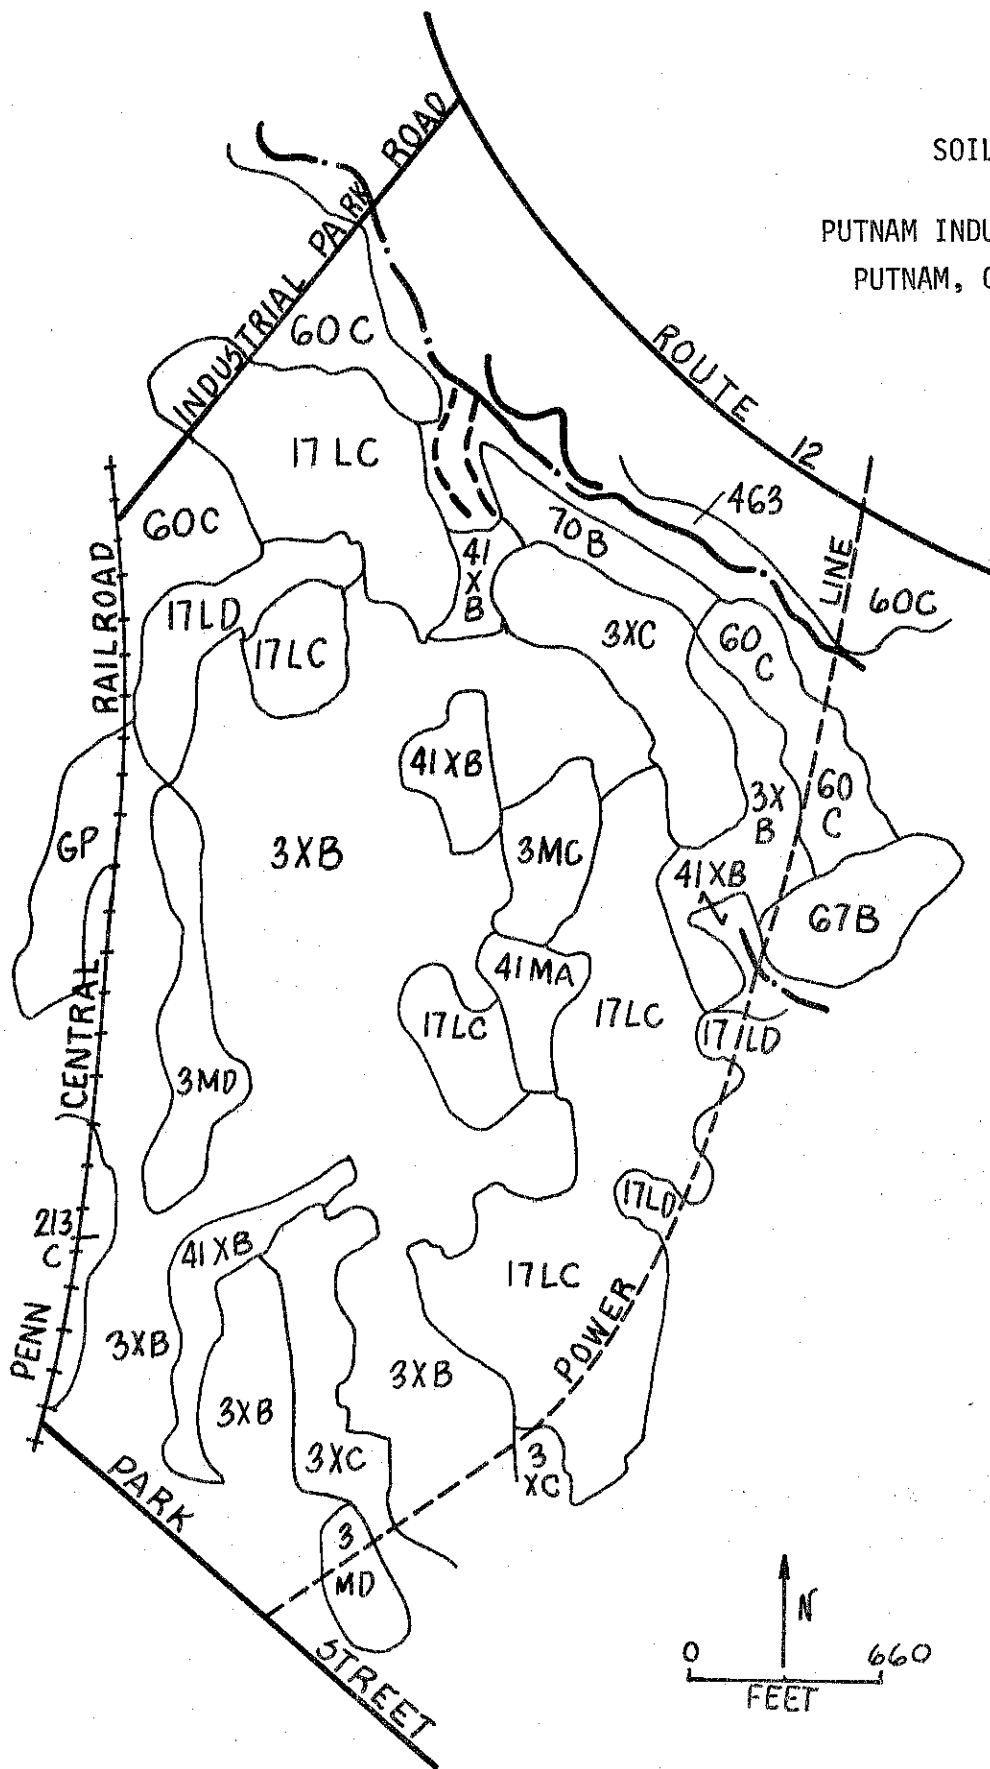 SOIL
PUTNAM INDU
PUTNAM, C
INDUSTRIAL PARK ROAD
ROUTE 12
60C
17 LC
463
70B
60C
41
X
B
LINE
60C
17LD
17LC
3XC
60
C
RAILROAD
41XB
3X
B
60
C
GP
3XB
3MC
41XB
67B
41MA
17LC
17LC
17LD
CENTRAL
3MD
17LD
213
C
41XB
17LC
PENN
3XB
3XB
POWER
3XB
3XC
3
XC
PARK
3
MD
STREET
N
0 660
FEET